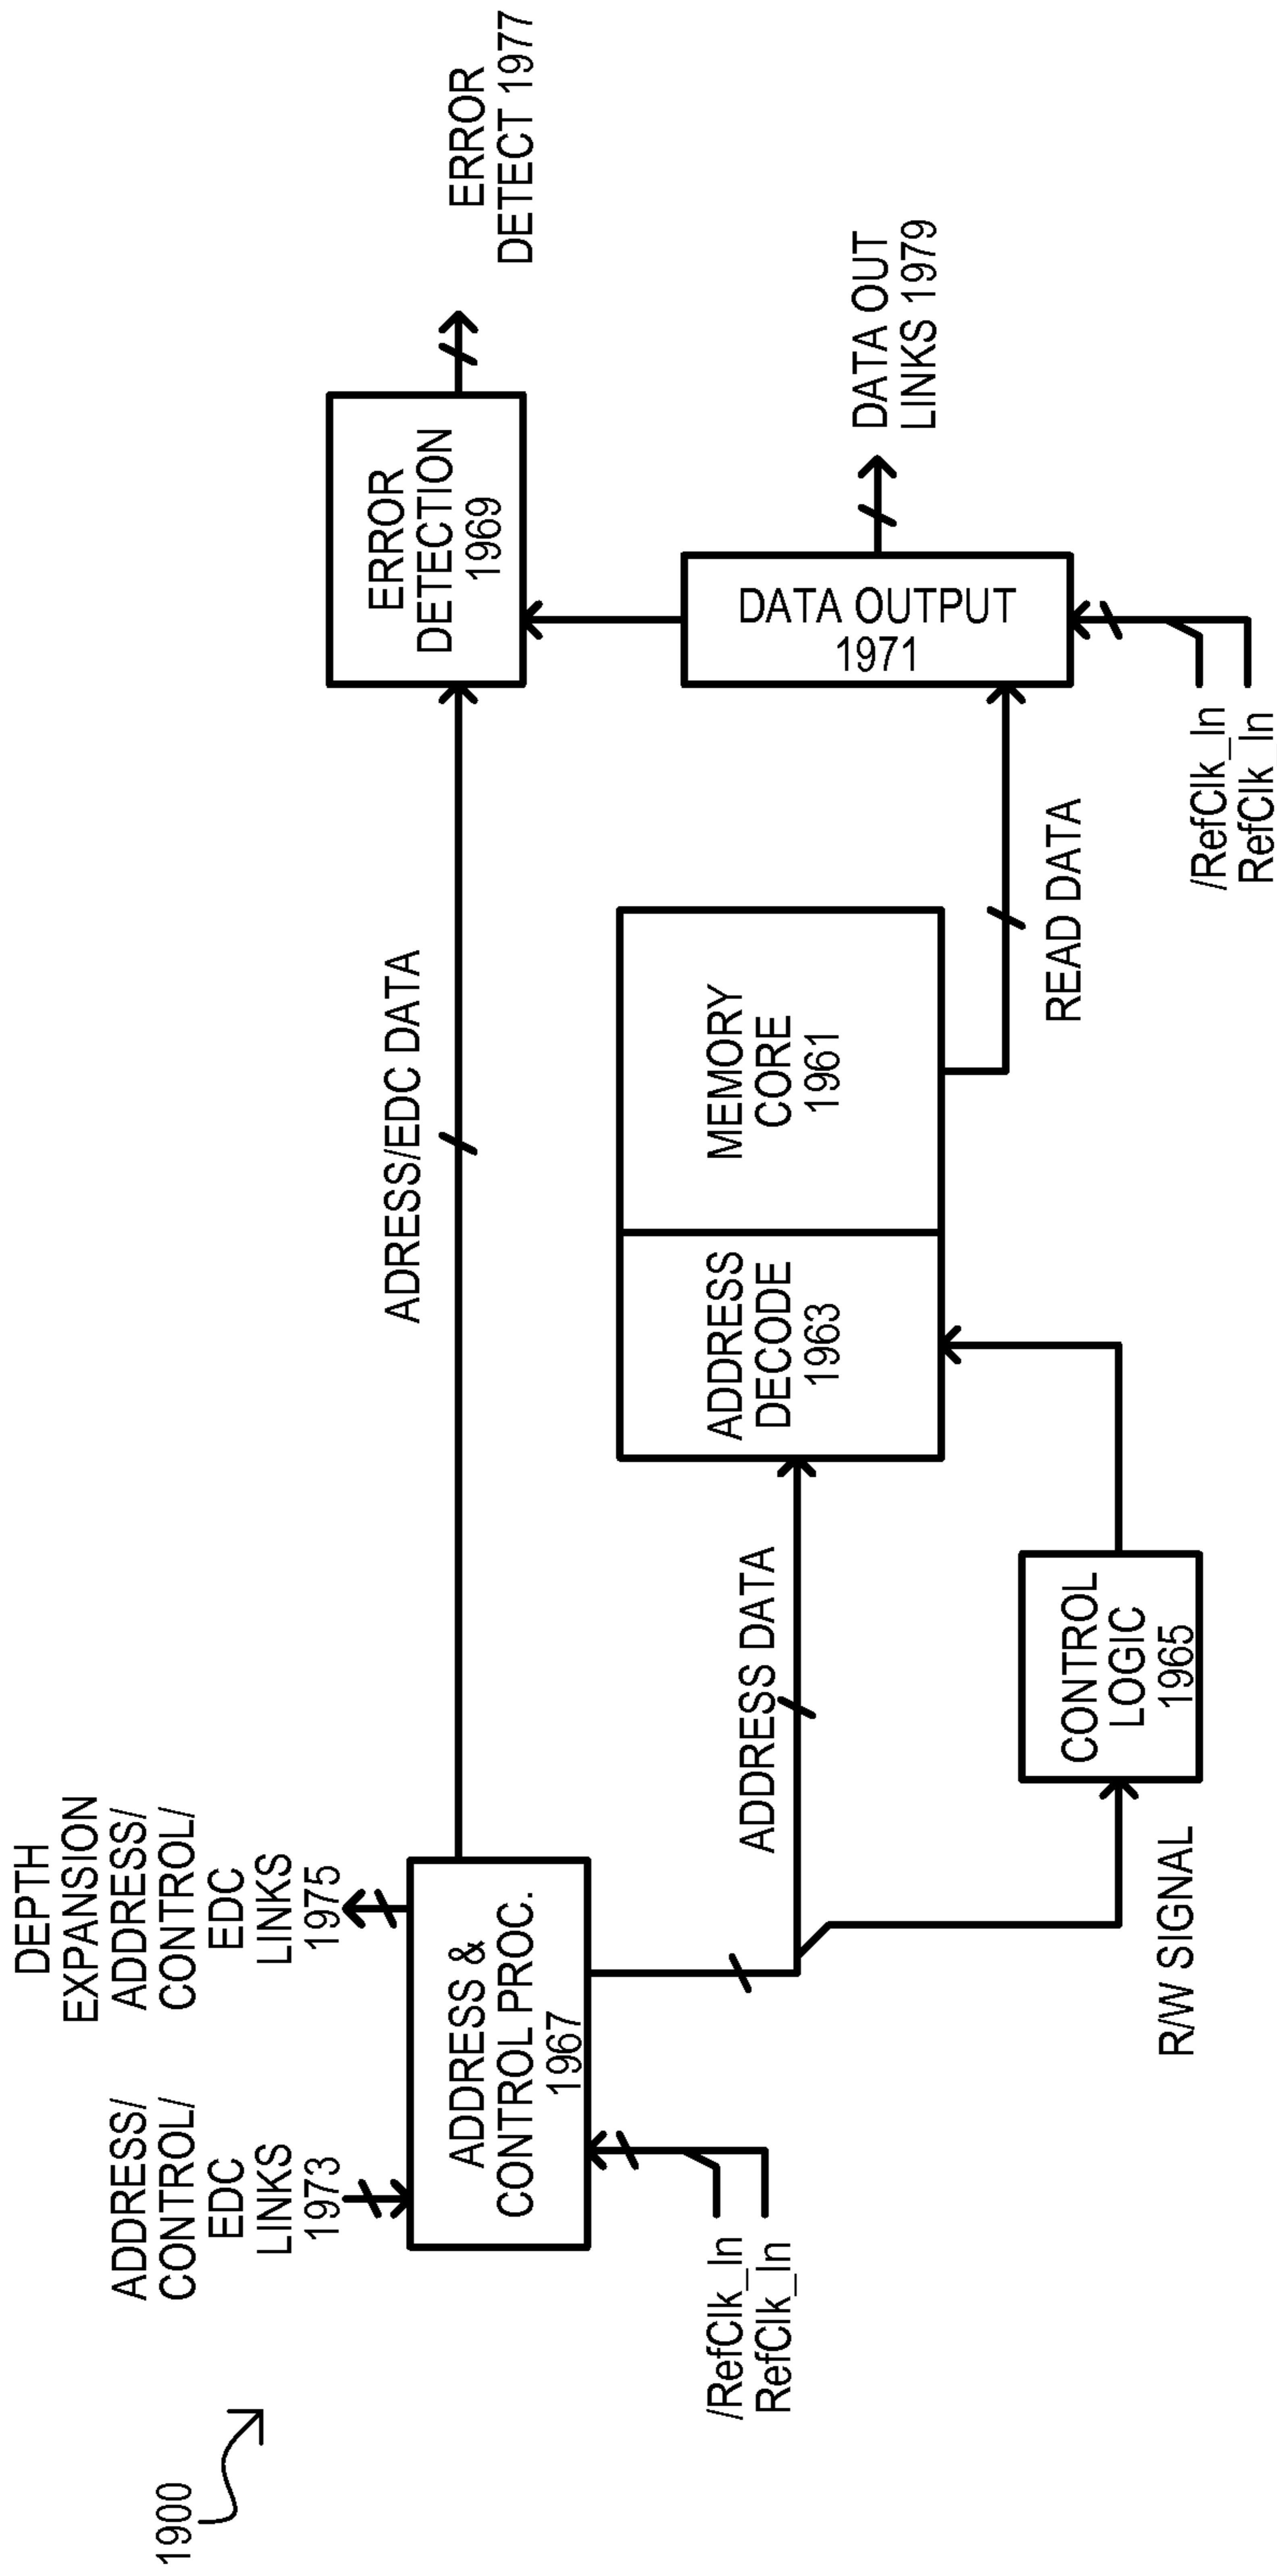 1900
ADDRESS/
CONTROL/
EDC
LINKS
1973
DEPTH
EXPANSION
ADDRESS/
CONTROL/
EDC
LINKS
1975
ADDRESS &
CONTROL PROC.
1967
/RefClk_In
RefClk_In
ADRESS/EDC DATA
ADDRESS DATA
R/W SIGNAL
CONTROL
LOGIC
1965
ADDRESS
DECODE
1963
MEMORY
CORE
1961
READ DATA
ERROR
DETECTION
1969
ERROR
DETECT 1977
DATA OUTPUT
1971
DATA OUT
LINKS 1979
/RefClk_In
RefClk_In